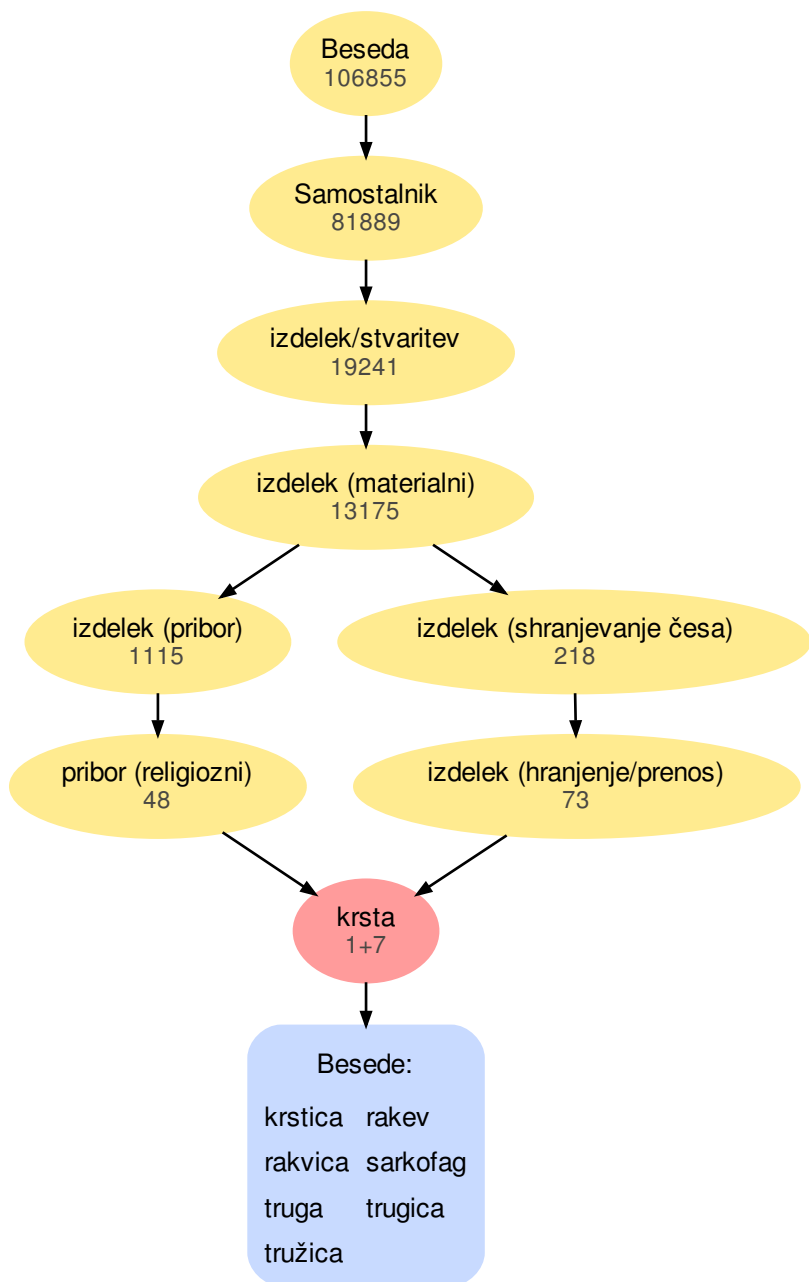 Beseda
106855
Samostalnik
81889
izdelek/stvaritev
19241
izdelek (materialni)
13175
izdelek (pribor)
1115
izdelek (shranjevanje česa)
218
pribor (religiozni)
48
izdelek (hranjenje/prenos)
73
krsta
1+7
Besede:
krstica rakev
rakvica sarkofag
truga trugica
tružica